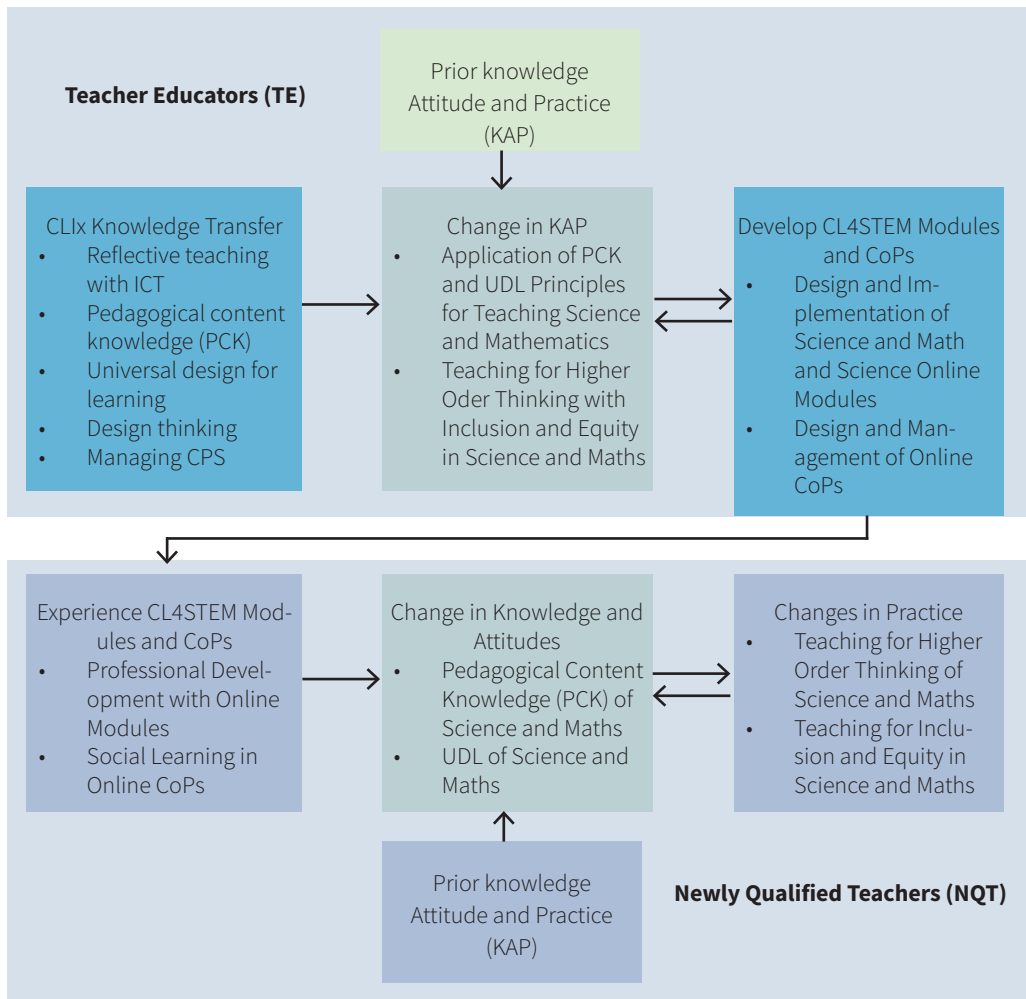 Teacher Educators (TE)
Prior knowledge
Attitude and Practice
(KAP)
CLIx Knowledge Transfer
• Reflective teaching
with ICT
• Pedagogical content
knowledge (PCK)
• Universal design for
learning
• Design thinking
• Managing CPS
Change in KAP
• Application of PCK
and UDL Principles
for Teaching Science
and Mathematics
• Teaching for Higher
Oder Thinking with
Inclusion and Equity
in Science and Maths
Develop CL4STEM Modules
and CoPs
• Design and Im-
plementation of
Science and Math
and Science Online
Modules
• Design and Man-
agement of Online
CoPs
Experience CL4STEM Mod-
ules and CoPs
• Professional Devel-
opment with Online
Modules
• Social Learning in
Online CoPs
Change in Knowledge and
Attitudes
• Pedagogical Content
Knowledge (PCK) of
Science and Maths
• UDL of Science and
Maths
Changes in Practice
• Teaching for Higher
Order Thinking of
Science and Maths
• Teaching for Inclu-
sion and Equity in
Science and Maths
Prior knowledge
Attitude and Practice
(KAP)
Newly Qualified Teachers (NQT)